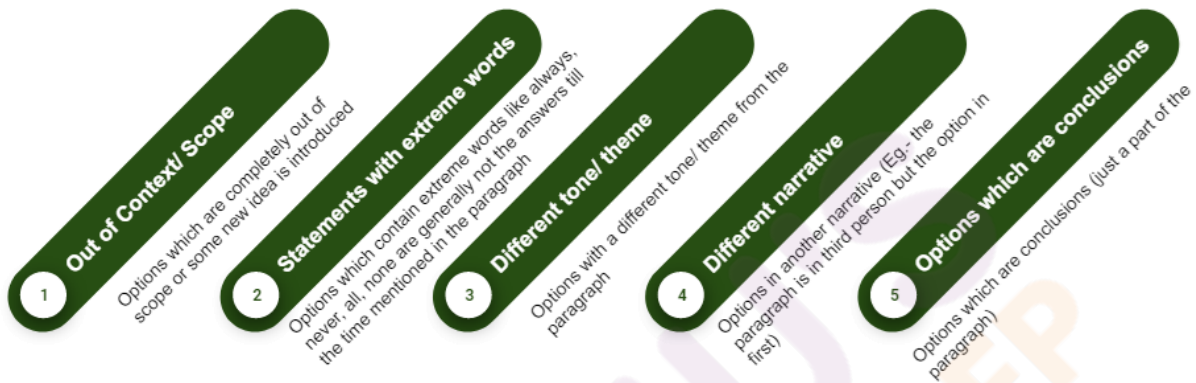 1
Out of Context/ Scope
Options which are completely out of
scope or some new idea is introduced
2
Statements with extreme words
Options which contain extreme words like always,
never, all, none are generally not the answers till
the time mentioned in the paragraph
3
Different tone/ theme
Options with a different tone/ theme from the
paragraph
4
Different narrative
Options in another narrative (Eg.- the
paragraph is in third person but the option in
first)
5
Options which are conclusions
Options which are conclusions (just a part of the
paragraph)